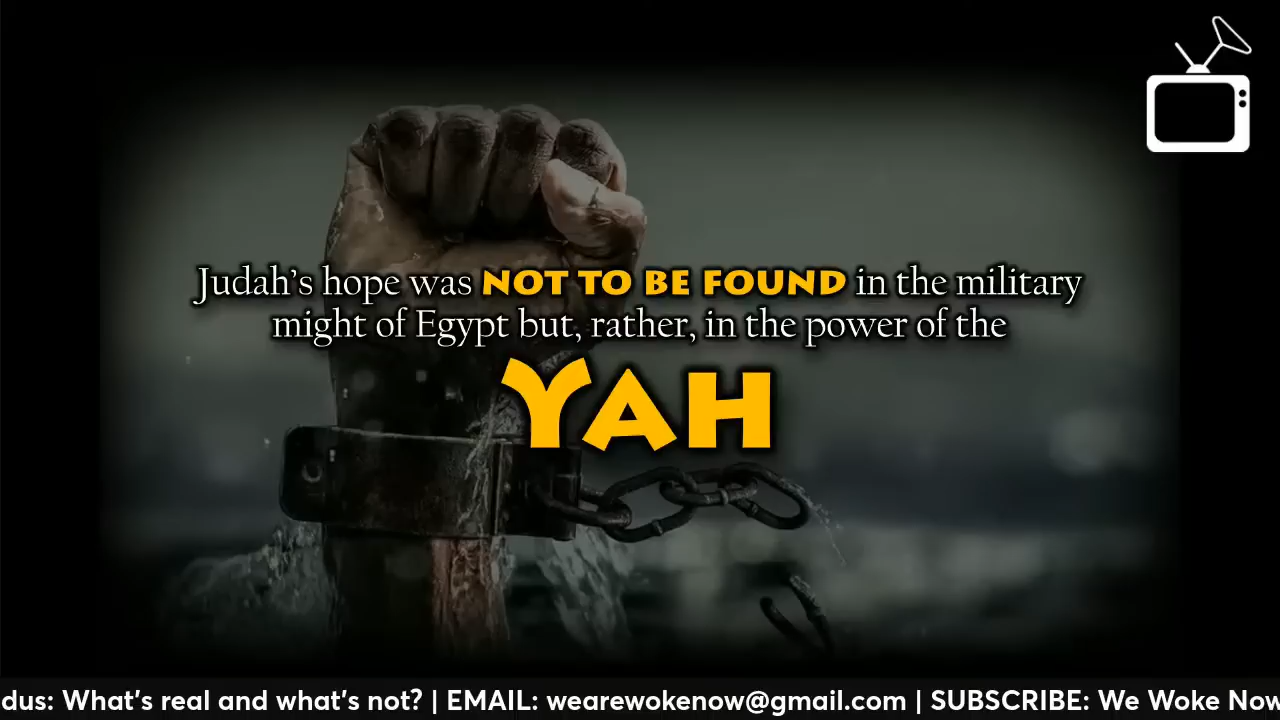 Judah’s hope was NOT TO BE FOUND in the military
might of Egypt but, rather, in the power of the
YAH
dus: What's real and what's not? | EMAIL: wearewokenow@gmail.com | SUBSCRIBE: We Woke Now